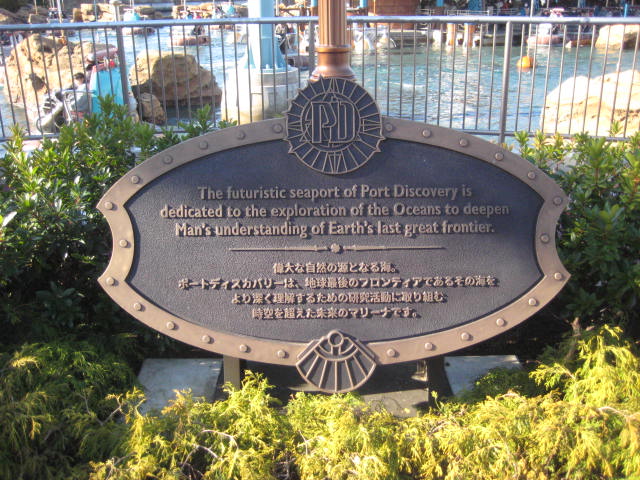 PD
The futuristic seaport of Port Discovery is
dedicated to the exploration of the Oceans to deepen
Man's understanding of Earth's last great frontier.
偉大な自然の源となる海。
ポートディスカバリーは、地球最後のフロンティアであるその海を
より深く理解するための研究活動に取り組む
時空を超えた未来のマリーナです。